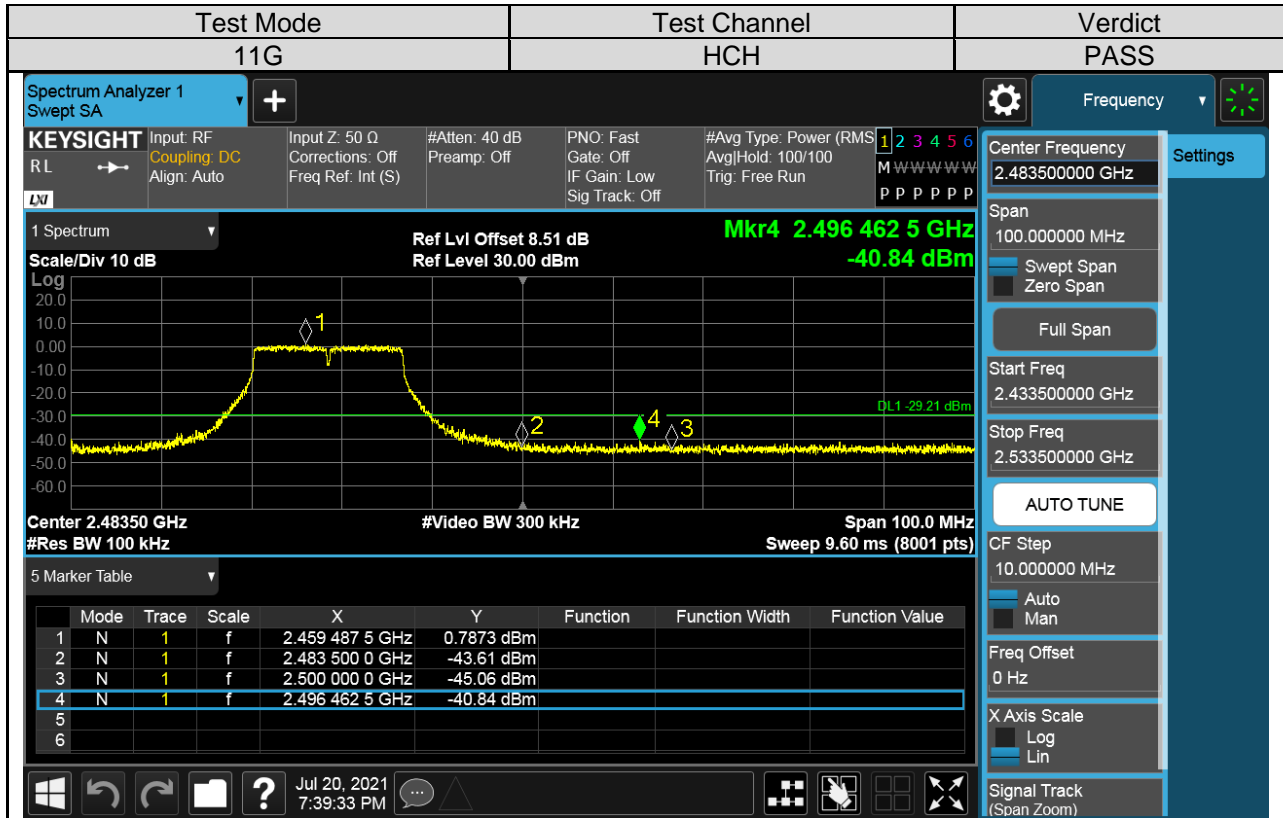 Test Mode Test Channel Verdict
11G HCH PASS
Spectrum Analyzer 1
Swept SA
Frequency
KEYSIGHT
R L
LXI
Input: RF
Coupling: DC
Align: Auto
Input Z: 50 Ω
Corrections: Off
Freq Ref: Int (S)
#Atten: 40 dB
Preamp: Off
PNO: Fast
Gate: Off
IF Gain: Low
Sig Track: Off
#Avg Type: Power (RMS
Avg|Hold: 100/100
Trig: Free Run
1 2 3 4 5 6
M W W W W W
P P P P P P
1 Spectrum
Scale/Div 10 dB
Ref Lvl Offset 8.51 dB
Ref Level 30.00 dBm
Mkr4 2.496 462 5 GHz
-40.84 dBm
Log
20.0
10.0
0.00
-10.0
-20.0
-30.0
-40.0
-50.0
-60.0
1
2
4
3
DL1 -29.21 dBm
Center 2.48350 GHz
#Res BW 100 kHz
#Video BW 300 kHz
Span 100.0 MHz
Sweep 9.60 ms (8001 pts)
5 Marker Table
Mode Trace Scale X Y Function Function Width Function Value
1 N 1 f 2.459 487 5 GHz 0.7873 dBm
2 N 1 f 2.483 500 0 GHz -43.61 dBm
3 N 1 f 2.500 000 0 GHz -45.06 dBm
4 N 1 f 2.496 462 5 GHz -40.84 dBm
5
6
Jul 20, 2021
7:39:33 PM
Center Frequency
2.483500000 GHz
Settings
Span
100.000000 MHz
Swept Span
Zero Span
Full Span
Start Freq
2.433500000 GHz
Stop Freq
2.533500000 GHz
AUTO TUNE
CF Step
10.000000 MHz
Auto
Man
Freq Offset
0 Hz
X Axis Scale
Log
Lin
Signal Track
(Span Zoom)